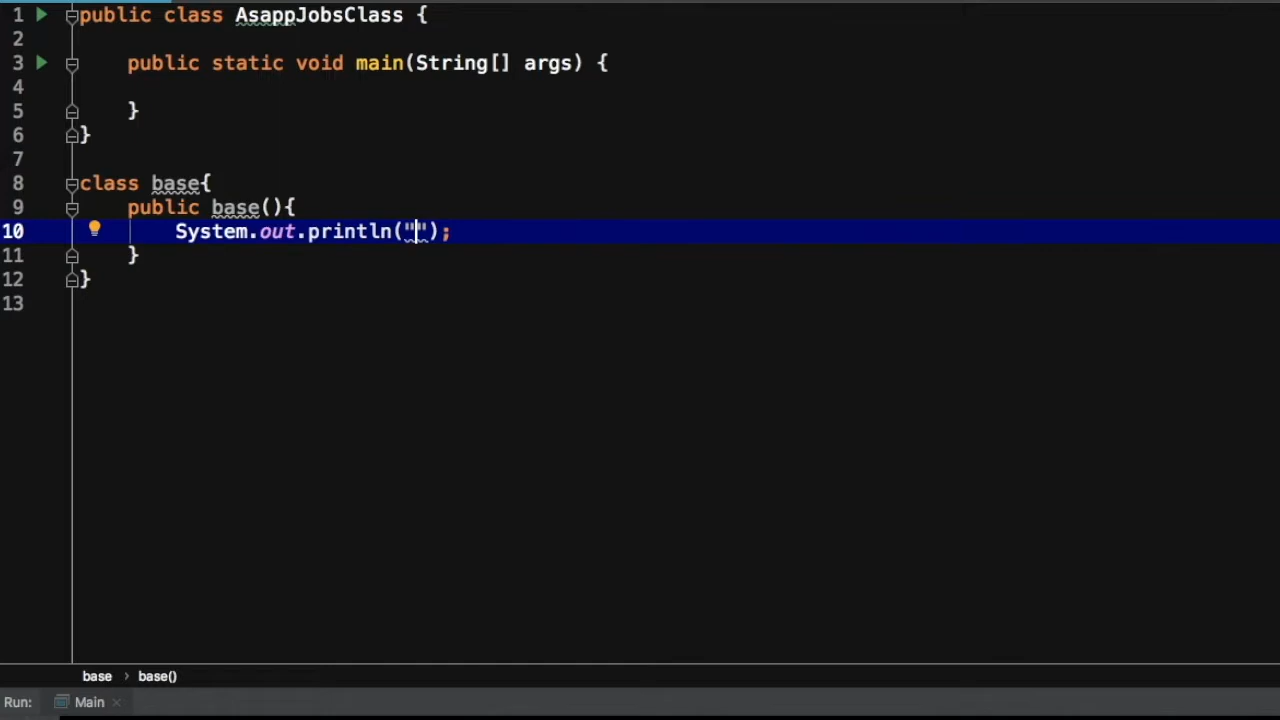 1 public class AsappJobsClass {
2
3 public static void main(String[] args) {
4
5 }
6 }
7
8 class base{
9 public base(){
10 System.out.println("");
11 }
12 }
13
base › base()
Run: Main ×